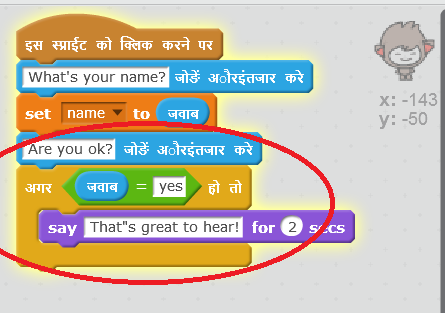 इस स्प्राईट को क्लिक करने पर
What's your name? जोङें अौरइंतजार करे
set name to जवाब
Are you ok? जोङें अौरइंतजार करे
अगर जवाब = yes हो तो
say That"s great to hear! for 2 secs
x: -143
y: -50